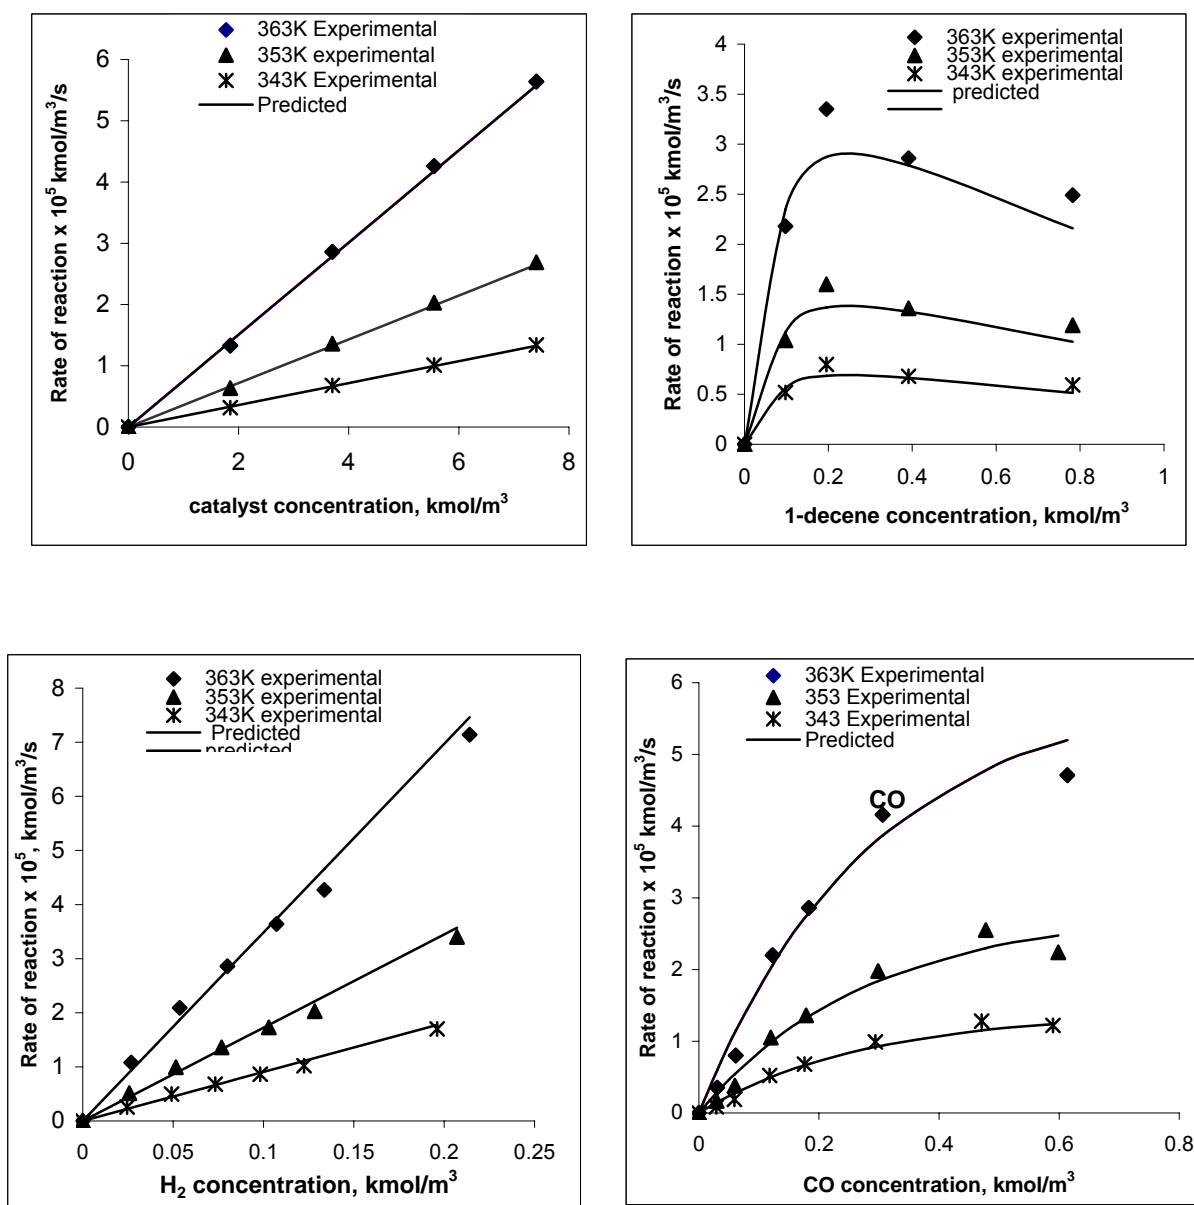 363K Experimental
353K experimental
343K Experimental
Predicted
Rate of reaction x 10⁵ kmol/m³/s
6
5
4
3
2
1
0
0 2 4 6 8
catalyst concentration, kmol/m³
363K experimental
353K experimental
343K experimental
predicted
Rate of reaction x 10⁵ kmol/m³/s
4
3.5
3
2.5
2
1.5
1
0.5
0
0 0.2 0.4 0.6 0.8 1
1-decene concentration, kmol/m³
363K experimental
353K experimental
343K experimental
Predicted
predicted
Rate of reaction x 10⁵, kmol/m³/s
8
7
6
5
4
3
2
1
0
0 0.05 0.1 0.15 0.2 0.25
H₂ concentration, kmol/m³
363K Experimental
353 Experimental
343 Experimental
Predicted
Rate of reaction x 10⁵ kmol/m³/s
6
5
4
3
2
1
0
CO
0 0.2 0.4 0.6 0.8
CO concentration, kmol/m³